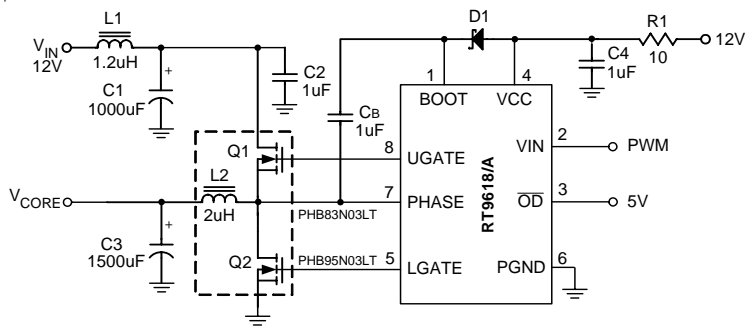 L1
D1
R1
VIN
12V
1.2uH
C1
1000uF
+
C2
1uF
CB
1uF
C4
1uF
10
12V
1
BOOT
4
VCC
Q1
8
UGATE
VIN
2
PWM
VCORE
L2
2uH
PHB83N03LT
7
PHASE
RT9618/A
OD
3
5V
C3
1500uF
+
Q2
PHB95N03LT
5
LGATE
PGND
6